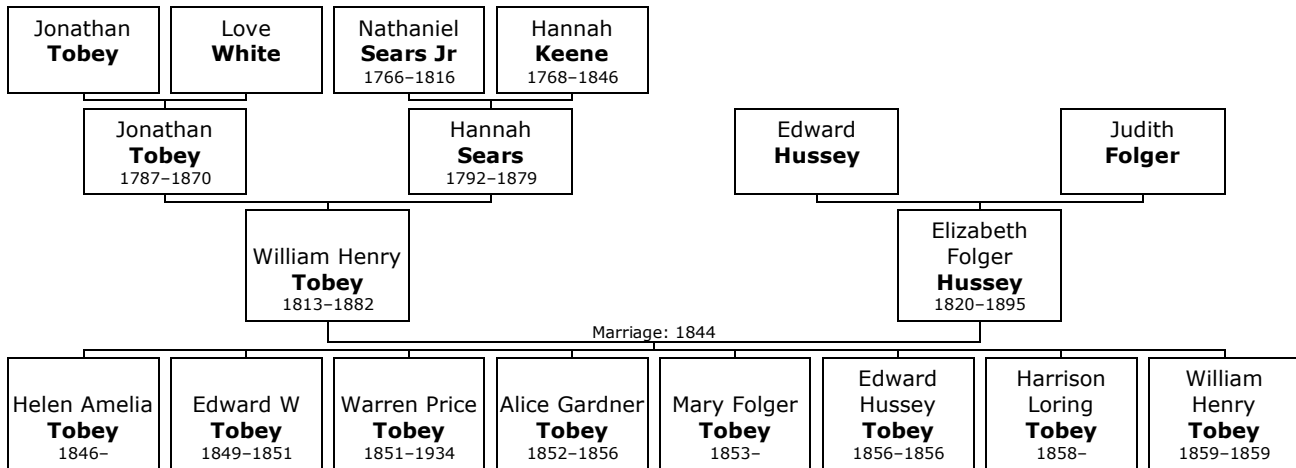 Jonathan
Tobey
Love
White
Nathaniel
Sears Jr
1766–1816
Hannah
Keene
1768–1846
Jonathan
Tobey
1787–1870
Hannah
Sears
1792–1879
Edward
Hussey
Judith
Folger
William Henry
Tobey
1813–1882
Elizabeth
Folger
Hussey
1820–1895
Marriage: 1844
Helen Amelia
Tobey
1846–
Edward W
Tobey
1849–1851
Warren Price
Tobey
1851–1934
Alice Gardner
Tobey
1852–1856
Mary Folger
Tobey
1853–
Edward
Hussey
Tobey
1856–1856
Harrison
Loring
Tobey
1858–
William
Henry
Tobey
1859–1859